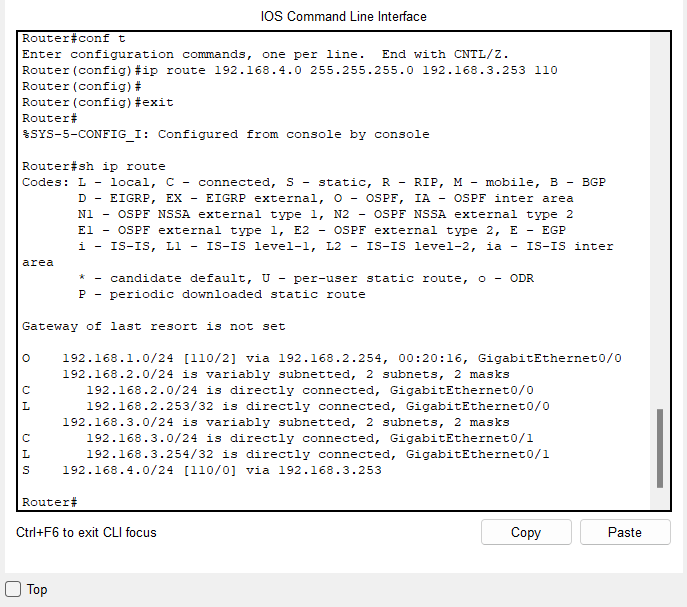 IOS Command Line Interface
Router#conf t
Enter configuration commands, one per line.  End with CNTL/Z.
Router(config)#ip route 192.168.4.0 255.255.255.0 192.168.3.253 110
Router(config)#
Router(config)#exit
Router#
%SYS-5-CONFIG_I: Configured from console by console
Router#sh ip route
Codes: L - local, C - connected, S - static, R - RIP, M - mobile, B - BGP
D - EIGRP, EX - EIGRP external, O - OSPF, IA - OSPF inter area
N1 - OSPF NSSA external type 1, N2 - OSPF NSSA external type 2
E1 - OSPF external type 1, E2 - OSPF external type 2, E - EGP
i - IS-IS, L1 - IS-IS level-1, L2 - IS-IS level-2, ia - IS-IS inter
area
* - candidate default, U - per-user static route, o - ODR
P - periodic downloaded static route
Gateway of last resort is not set
O    192.168.1.0/24 [110/2] via 192.168.2.254, 00:20:16, GigabitEthernet0/0
192.168.2.0/24 is variably subnetted, 2 subnets, 2 masks
C       192.168.2.0/24 is directly connected, GigabitEthernet0/0
L       192.168.2.253/32 is directly connected, GigabitEthernet0/0
192.168.3.0/24 is variably subnetted, 2 subnets, 2 masks
C       192.168.3.0/24 is directly connected, GigabitEthernet0/1
L       192.168.3.254/32 is directly connected, GigabitEthernet0/1
S    192.168.4.0/24 [110/0] via 192.168.3.253
Router#
Ctrl+F6 to exit CLI focus
Copy
Paste
Top